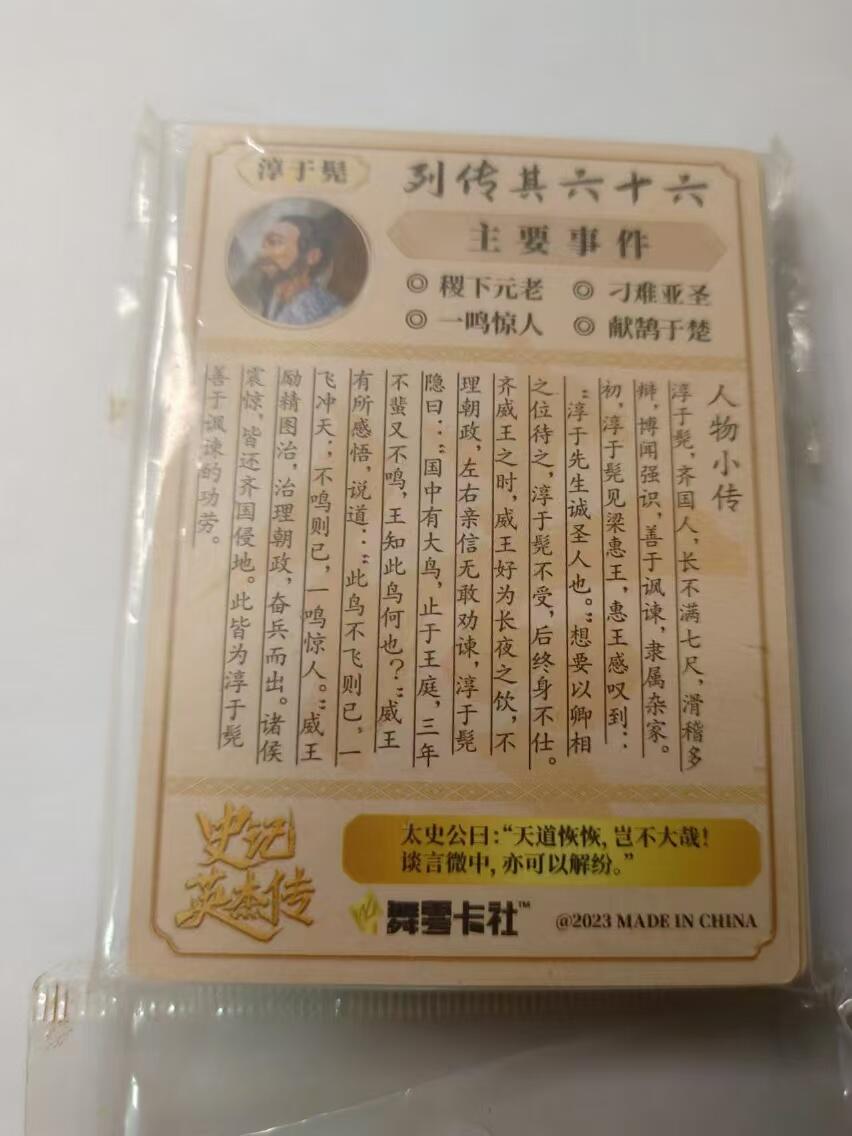 淳于髡
列传其六十六
主要事件
◎ 稷下元老
◎ 刁难亚圣
◎ 一鸣惊人
◎ 献鹄于楚
人物小传
淳于髡，齐国人，长不满七尺，滑稽多
辩，博闻强识，善于讽谏，隶属杂家。
初，淳于髡见梁惠王，惠王感叹到：
“淳于先生诚圣人也。”想要以卿相
之位待之，淳于髡不受，后终身不仕。
齐威王之时，威王好为长夜之饮，不
理朝政，左右亲信无敢劝谏，淳于髡
隐曰：“国中有大鸟，止于王庭，三年
不蜚又不鸣，王知此鸟何也？”威王
有所感悟，说道：“此鸟不飞则已，一
飞冲天；不鸣则已，一鸣惊人。”威王
励精图治，治理朝政，奋兵而出。诸侯
震惊，皆还齐国侵地。此皆为淳于髡
善于讽谏的功劳。
史记
英杰传
太史公曰：“天道恢恢，岂不大哉！
谈言微中，亦可以解纷。”
舞雩卡社™
@2023 MADE IN CHINA